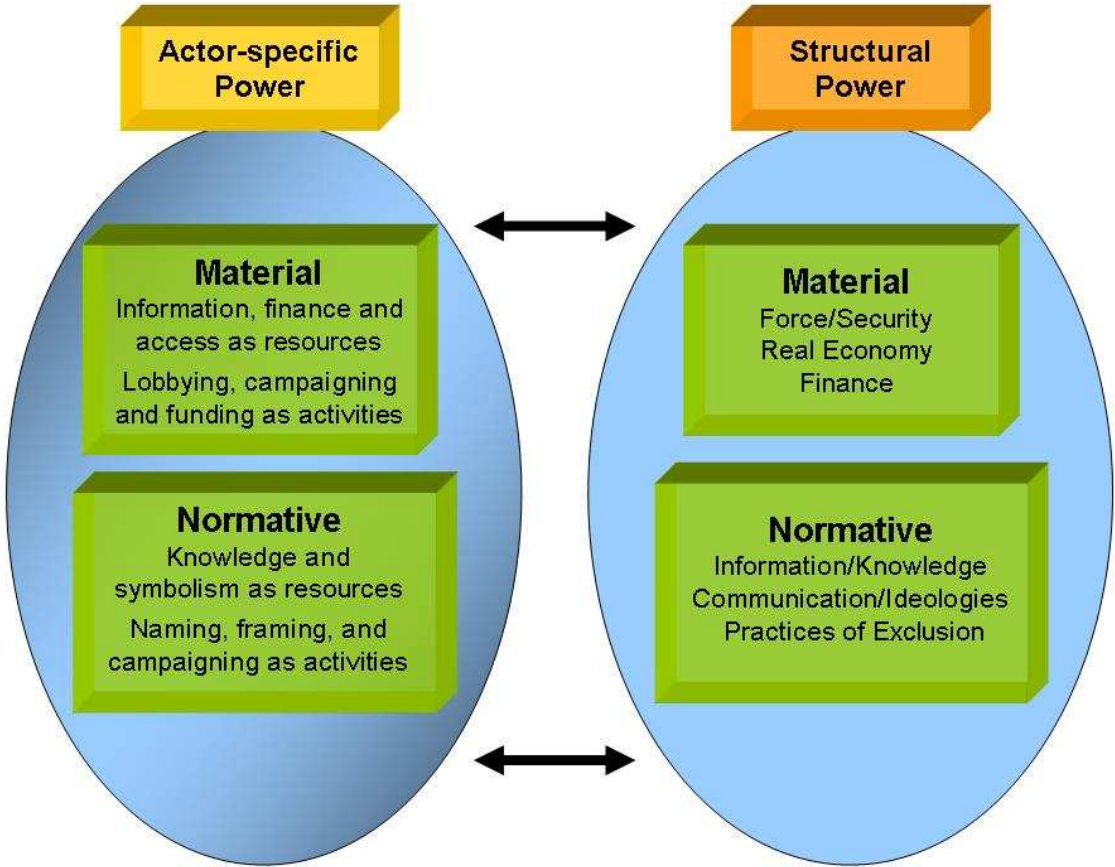 Actor-specific
Power
Material
Information, finance and
access as resources
Lobbying, campaigning
and funding as activities
Normative
Knowledge and
symbolism as resources
Naming, framing, and
campaigning as activities
Structural
Power
Material
Force/Security
Real Economy
Finance
Normative
Information/Knowledge
Communication/Ideologies
Practices of Exclusion